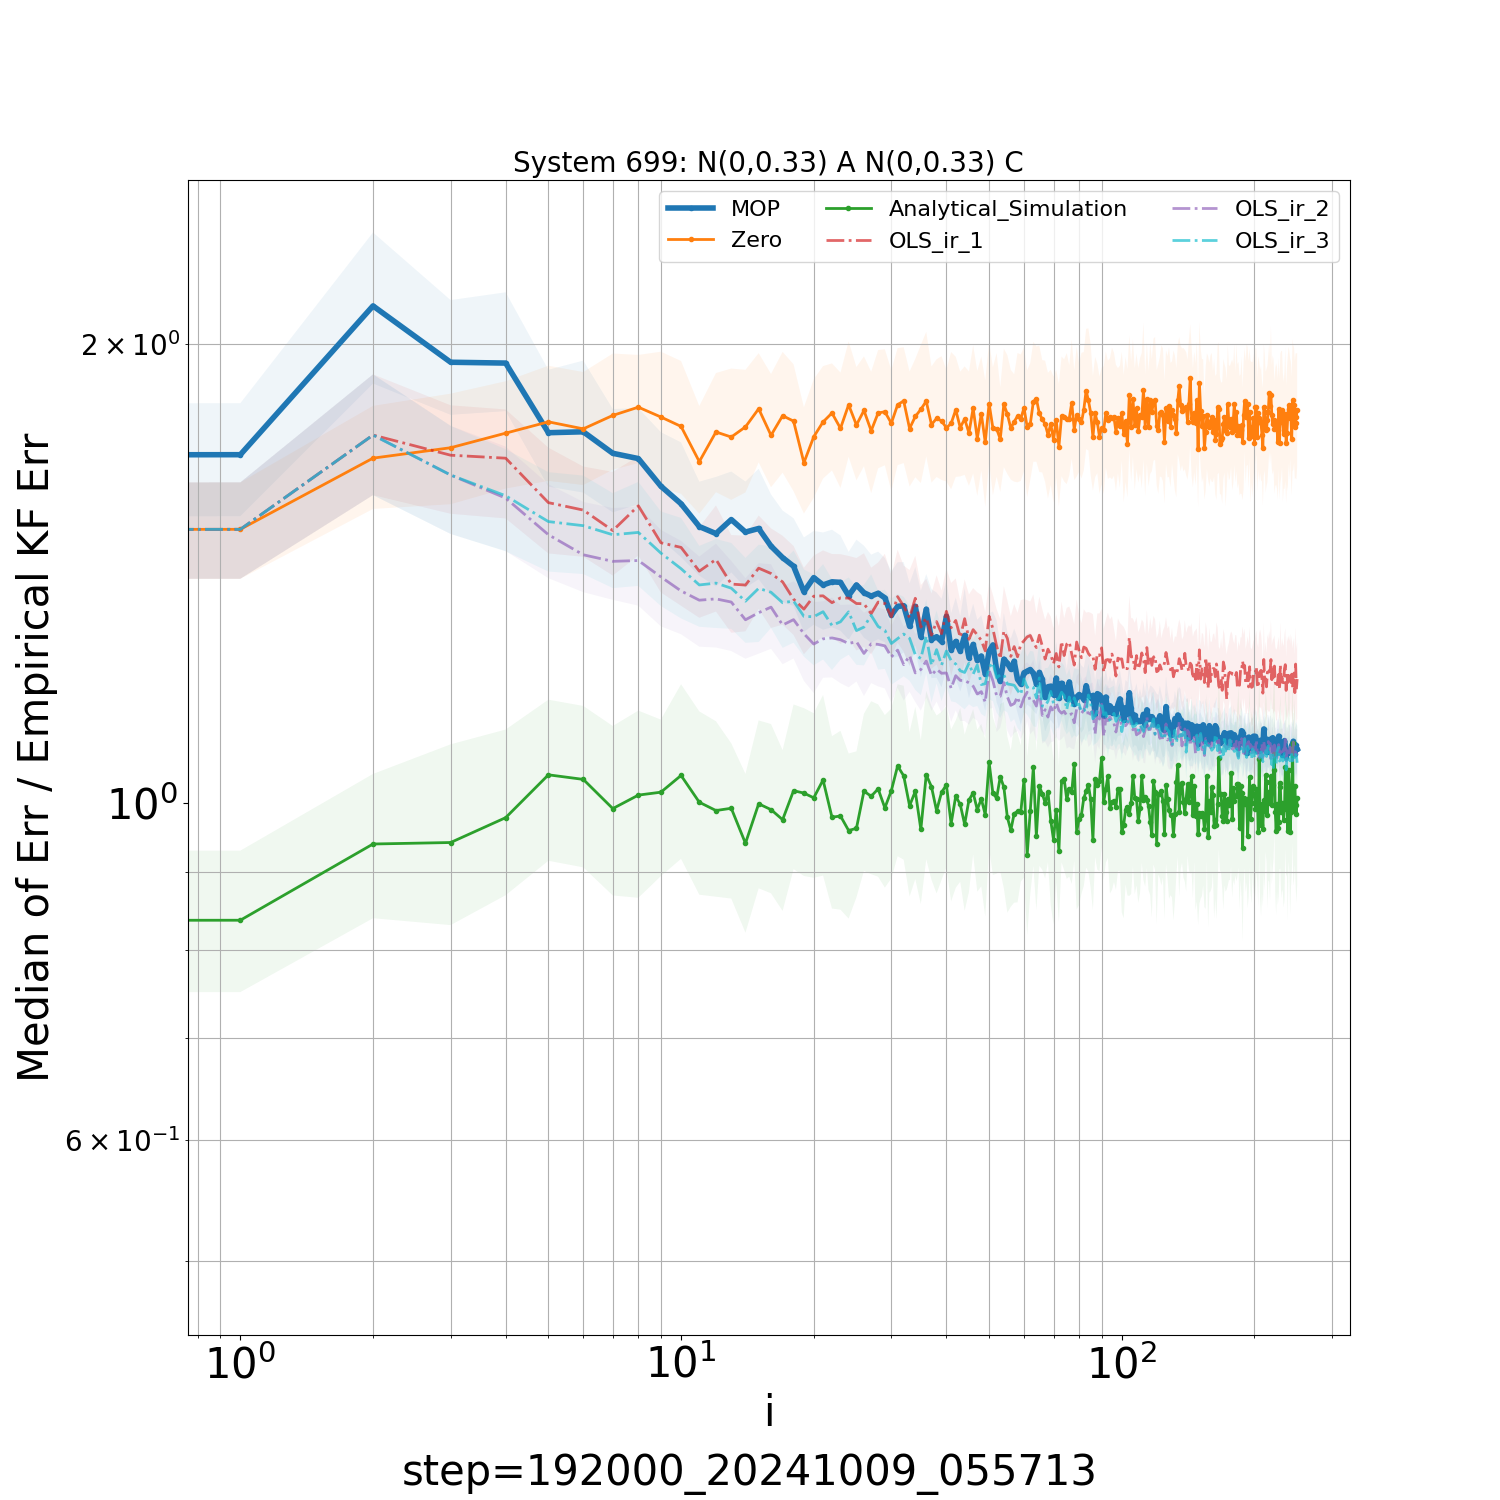 System 699: N(0,0.33) A N(0,0.33) C
MOP
Zero
Analytical_Simulation
OLS_ir_1
OLS_ir_2
OLS_ir_3
Median of Err / Empirical KF Err
2 × 10⁰
10⁰
6 × 10⁻¹
10⁰ 10¹ 10²
i
step=192000_20241009_055713